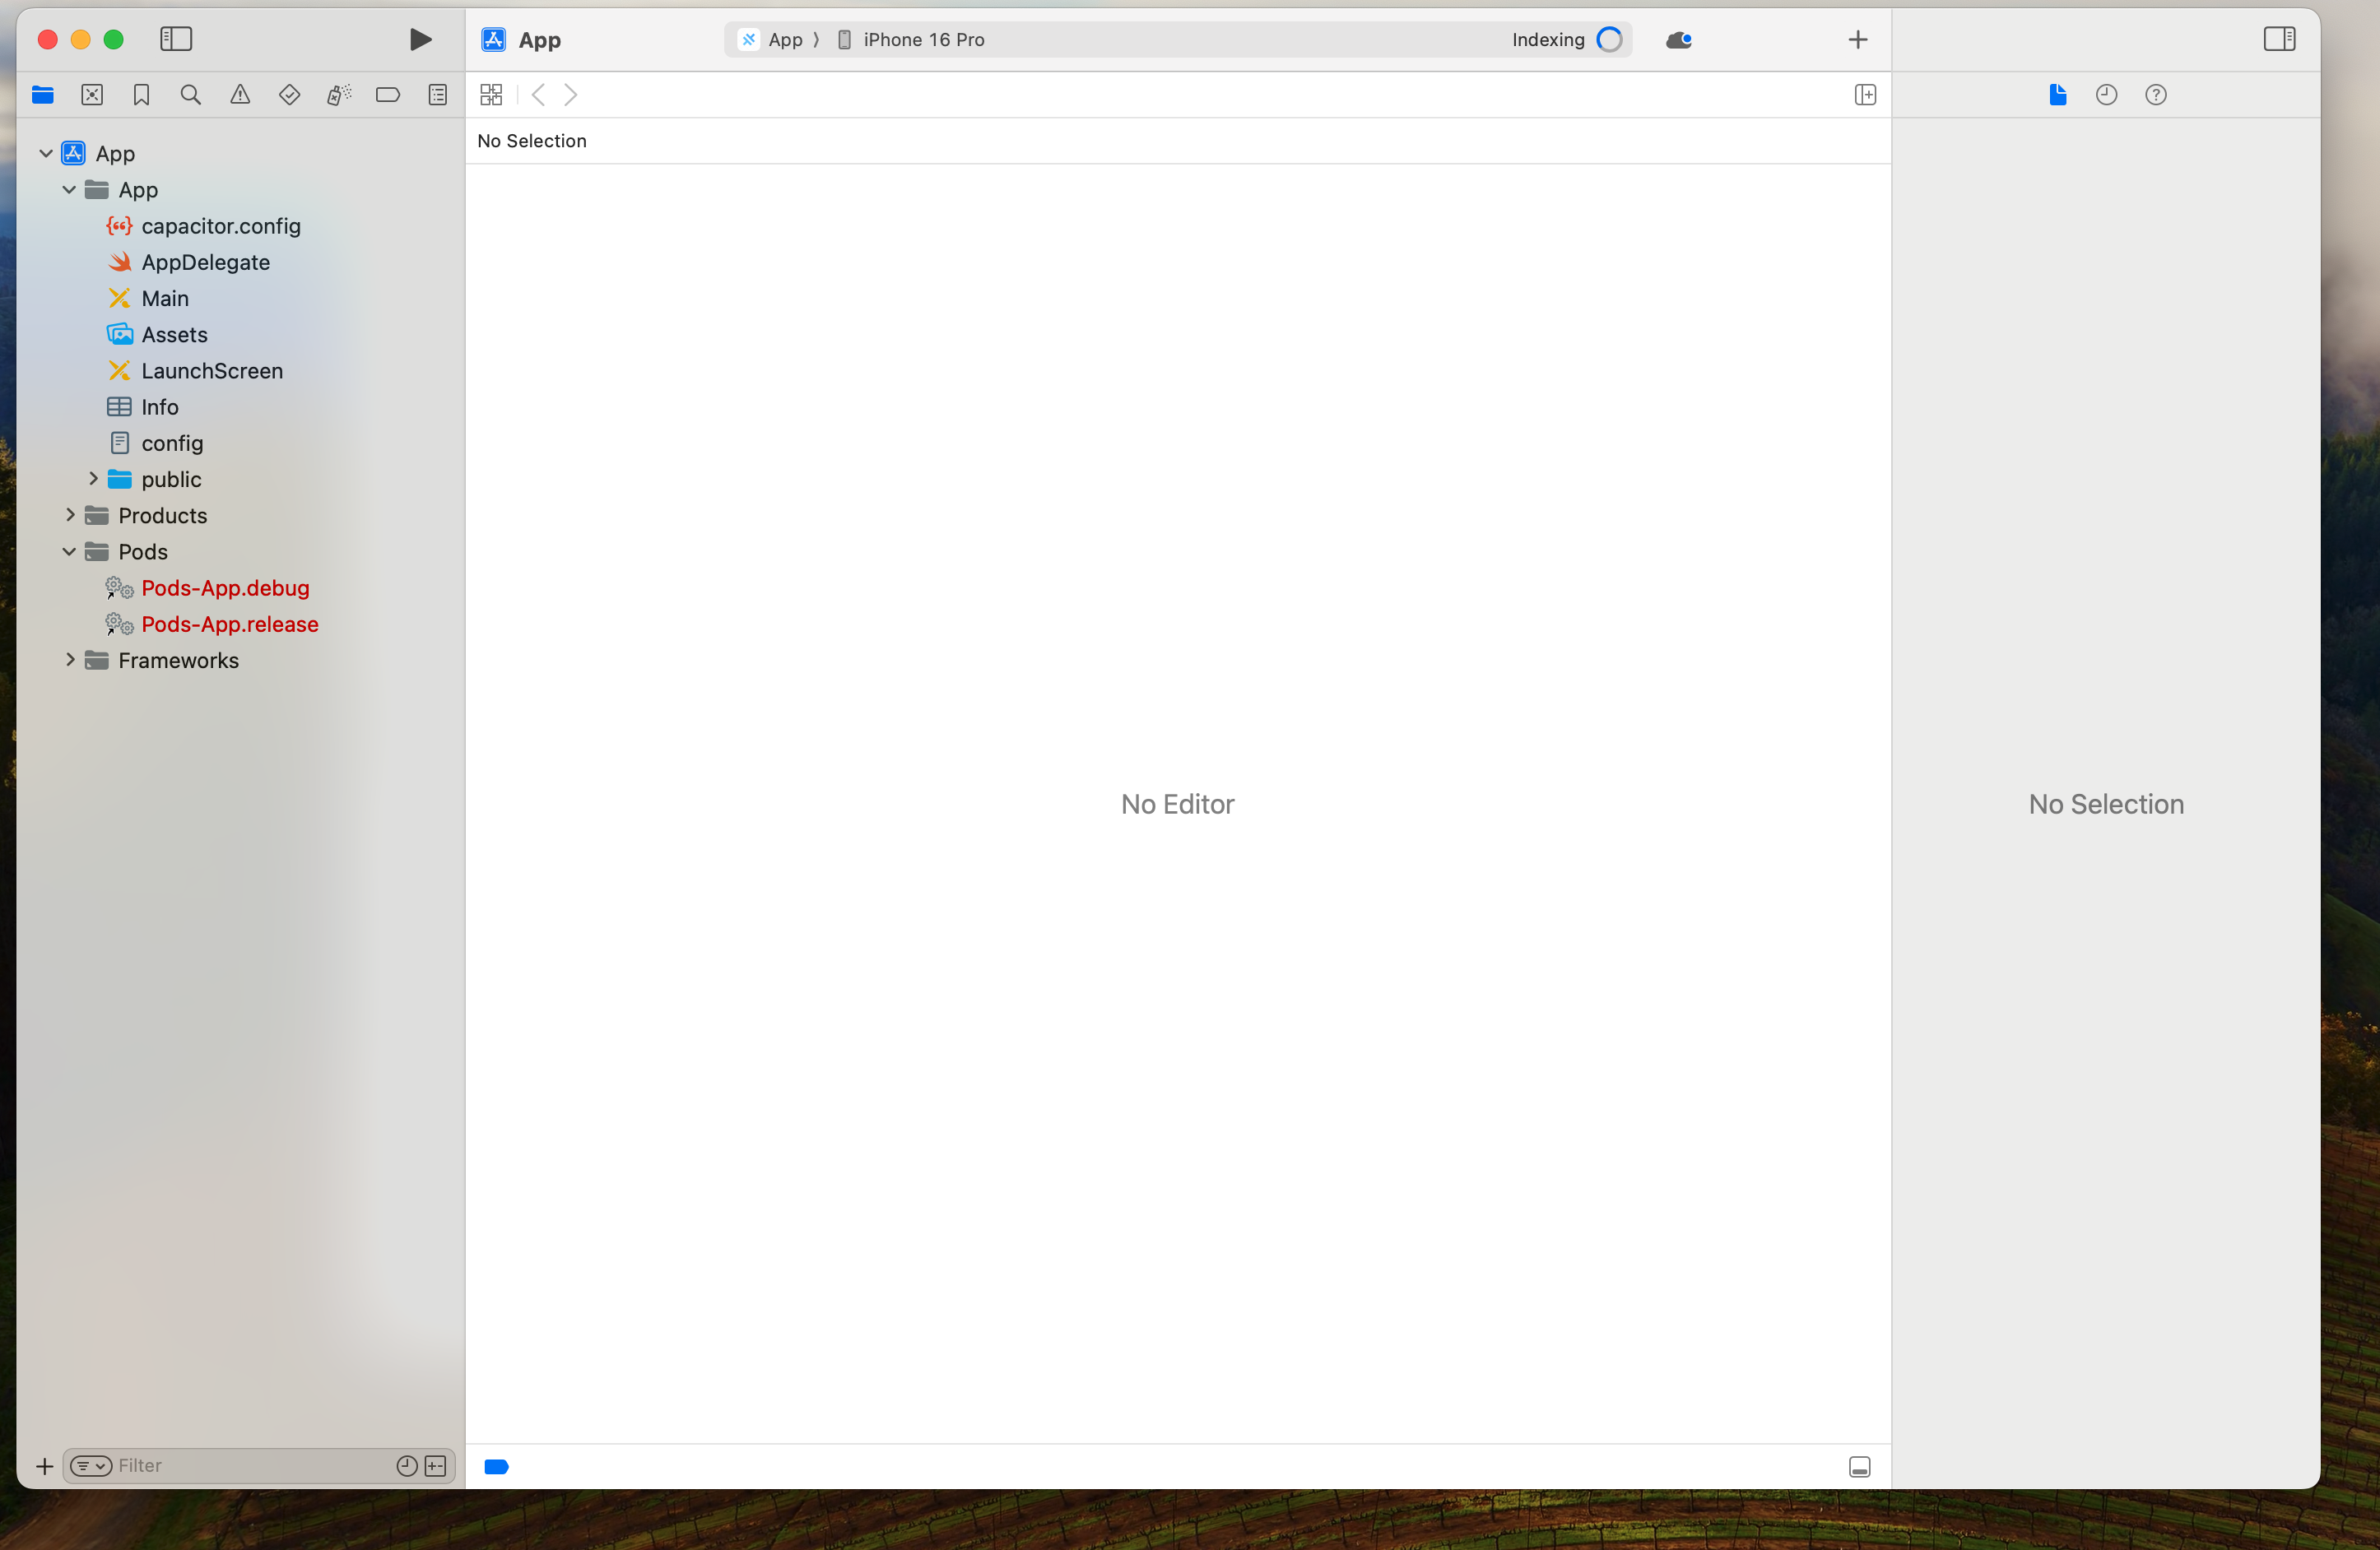 App
App ⟩ iPhone 16 Pro
Indexing
No Selection
App
App
capacitor.config
AppDelegate
Main
Assets
LaunchScreen
Info
config
public
Products
Pods
Pods-App.debug
Pods-App.release
Frameworks
No Editor
No Selection
Filter